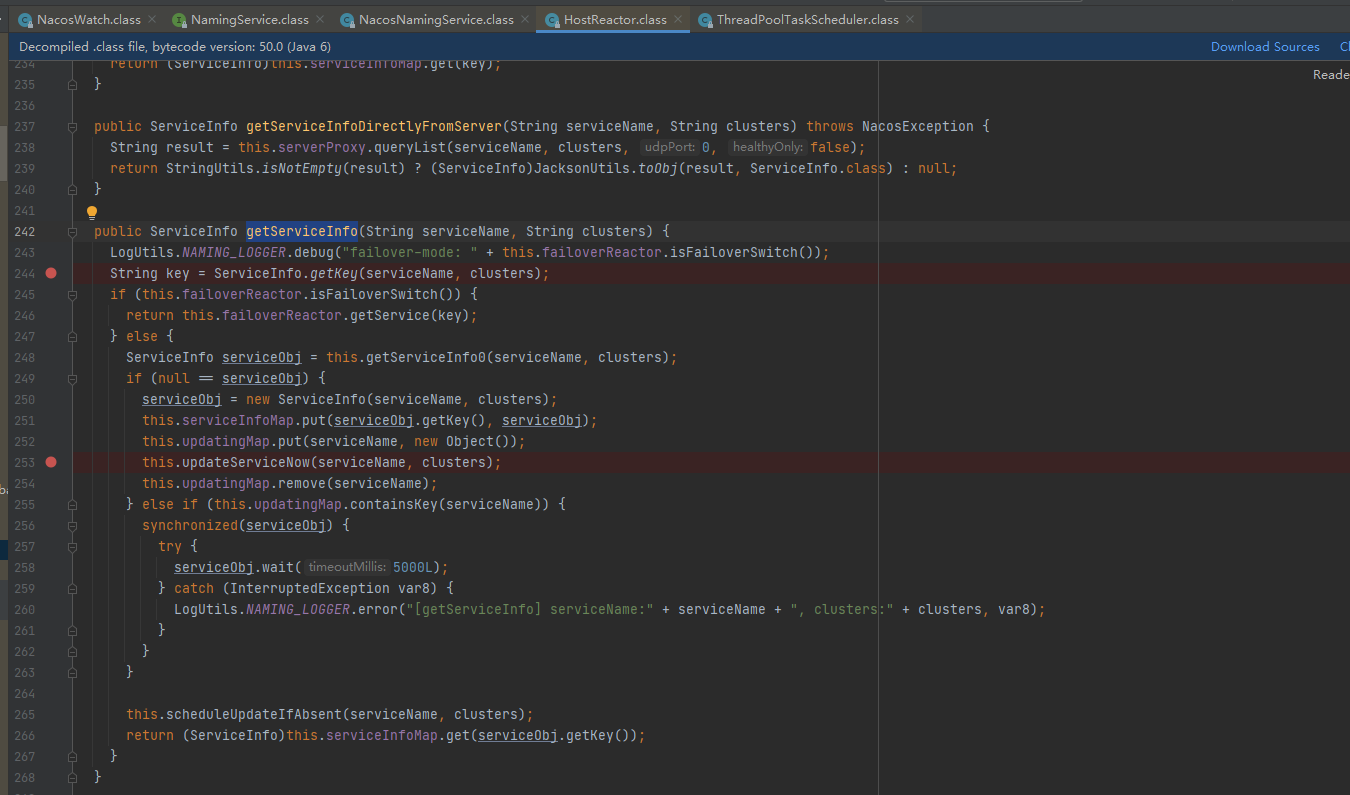 NacosWatch.class NamingService.class NacosNamingService.class HostReactor.class ThreadPoolTaskScheduler.class
Decompiled .class file, bytecode version: 50.0 (Java 6) Download Sources
Reade
234 return (ServiceInfo)this.serviceInfoMap.get(key);
235 }
236
237 public ServiceInfo getServiceInfoDirectlyFromServer(String serviceName, String clusters) throws NacosException {
238 String result = this.serverProxy.queryList(serviceName, clusters, udpPort: 0, healthyOnly: false);
239 return StringUtils.isNotEmpty(result) ? (ServiceInfo)JacksonUtils.toObj(result, ServiceInfo.class) : null;
240 }
241
242 public ServiceInfo getServiceInfo(String serviceName, String clusters) {
243 LogUtils.NAMING_LOGGER.debug("failover-mode: " + this.failoverReactor.isFailoverSwitch());
244 String key = ServiceInfo.getKey(serviceName, clusters);
245 if (this.failoverReactor.isFailoverSwitch()) {
246 return this.failoverReactor.getService(key);
247 } else {
248 ServiceInfo serviceObj = this.getServiceInfo0(serviceName, clusters);
249 if (null == serviceObj) {
250 serviceObj = new ServiceInfo(serviceName, clusters);
251 this.serviceInfoMap.put(serviceObj.getKey(), serviceObj);
252 this.updatingMap.put(serviceName, new Object());
253 this.updateServiceNow(serviceName, clusters);
254 this.updatingMap.remove(serviceName);
255 } else if (this.updatingMap.containsKey(serviceName)) {
256 synchronized(serviceObj) {
257 try {
258 serviceObj.wait( timeoutMillis: 5000L);
259 } catch (InterruptedException var8) {
260 LogUtils.NAMING_LOGGER.error("[getServiceInfo] serviceName:" + serviceName + ", clusters:" + clusters, var8);
261 }
262 }
263 }
264
265 this.scheduleUpdateIfAbsent(serviceName, clusters);
266 return (ServiceInfo)this.serviceInfoMap.get(serviceObj.getKey());
267 }
268 }